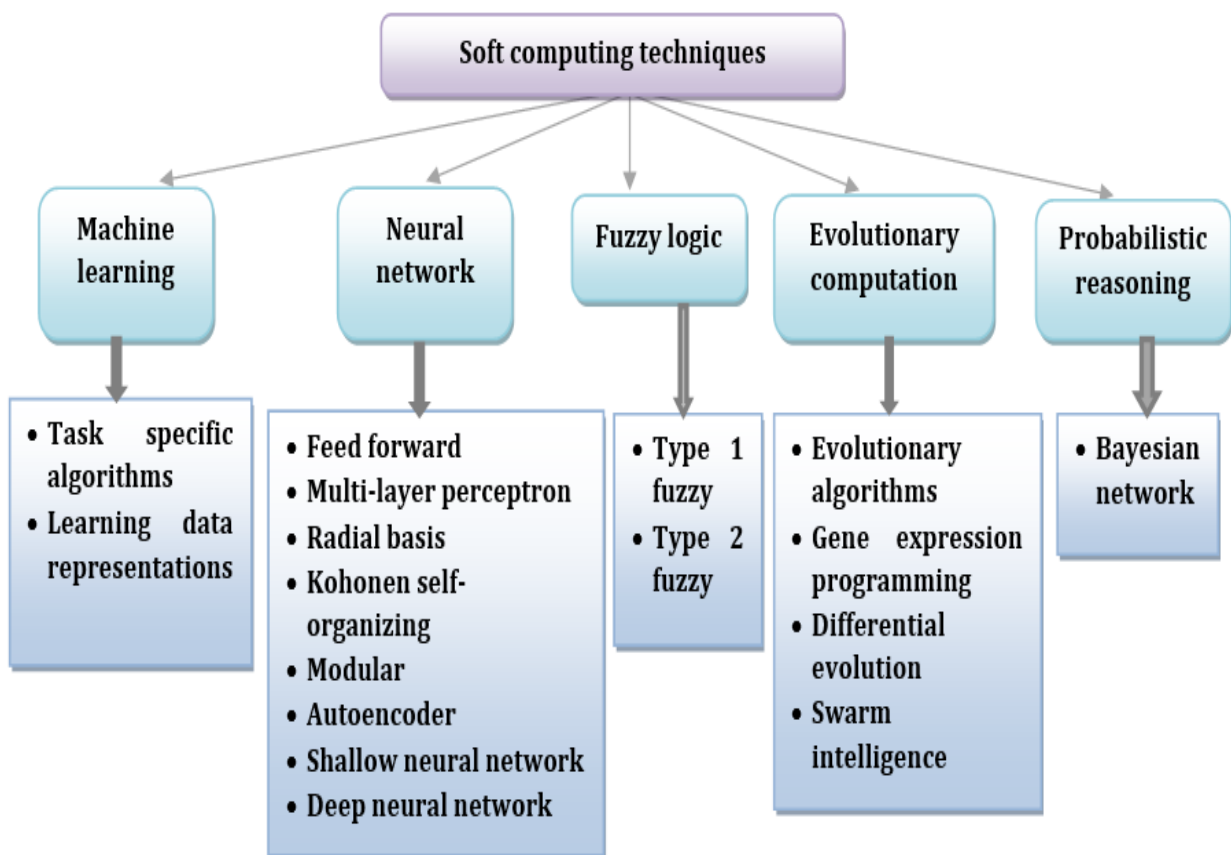 Soft computing techniques
Machine
learning
Neural
network
Fuzzy logic
Evolutionary
computation
Probabilistic
reasoning
• Task specific
algorithms
• Learning data
representations
• Feed forward
• Multi-layer perceptron
• Radial basis
• Kohonen self-
organizing
• Modular
• Autoencoder
• Shallow neural network
• Deep neural network
• Type 1
fuzzy
• Type 2
fuzzy
• Evolutionary
algorithms
• Gene expression
programming
• Differential
evolution
• Swarm
intelligence
• Bayesian
network